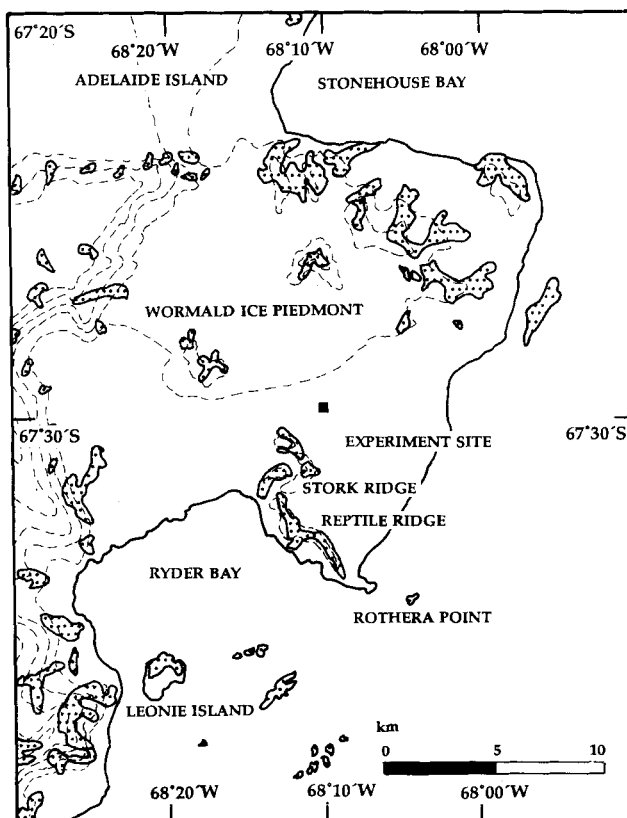 67°20´S
68°20´W
68°10´W
68°00´W
ADELAIDE ISLAND
STONEHOUSE BAY
WORMALD ICE PIEDMONT
67°30´S
EXPERIMENT SITE
67°30´S
STORK RIDGE
REPTILE RIDGE
RYDER BAY
ROTHERA POINT
LEONIE ISLAND
km
0 5 10
68°20´W
68°10´W
68°00´W